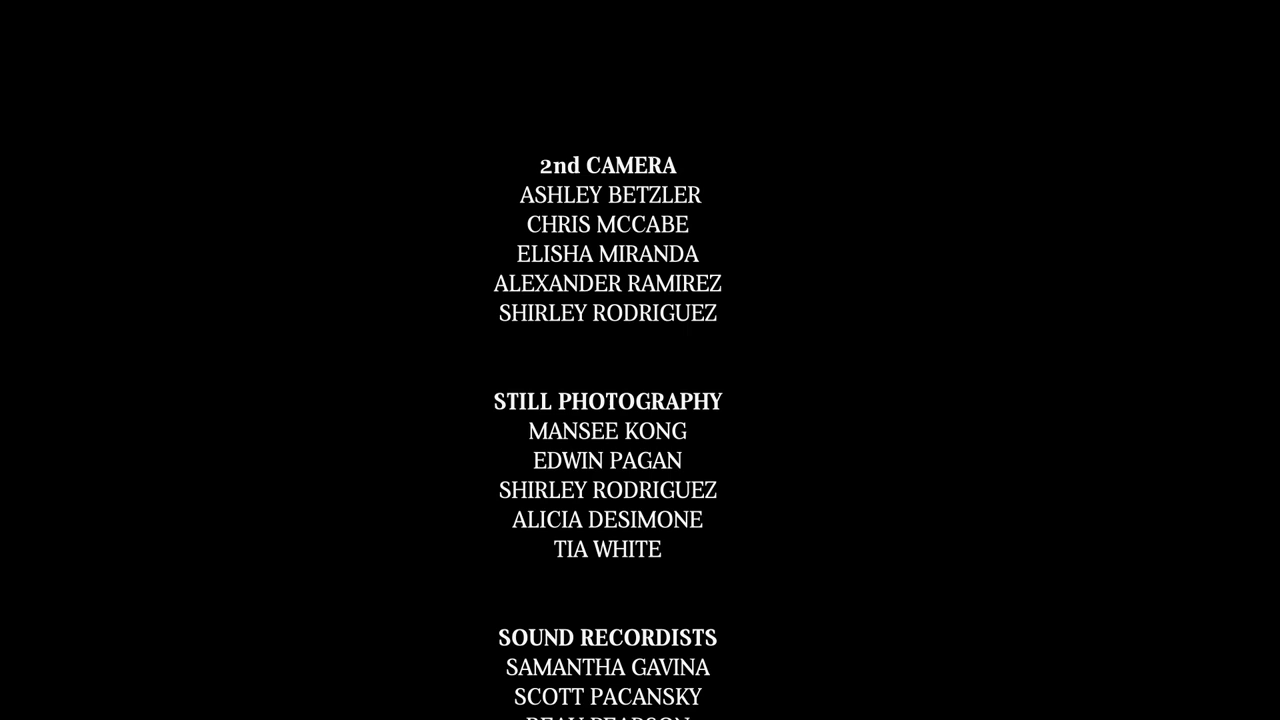 2nd CAMERA
ASHLEY BETZLER
CHRIS MCCABE
ELISHA MIRANDA
ALEXANDER RAMIREZ
SHIRLEY RODRIGUEZ
STILL PHOTOGRAPHY
MANSEE KONG
EDWIN PAGAN
SHIRLEY RODRIGUEZ
ALICIA DESIMONE
TIA WHITE
SOUND RECORDISTS
SAMANTHA GAVINA
SCOTT PACANSKY